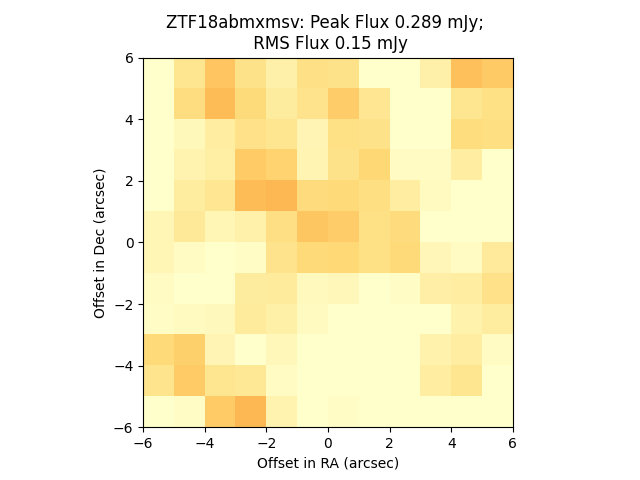 ZTF18abmxmsv: Peak Flux 0.289 mJy;
RMS Flux 0.15 mJy
6
4
2
0
−2
−4
−6
Offset in Dec (arcsec)
−6 −4 −2 0 2 4 6
Offset in RA (arcsec)